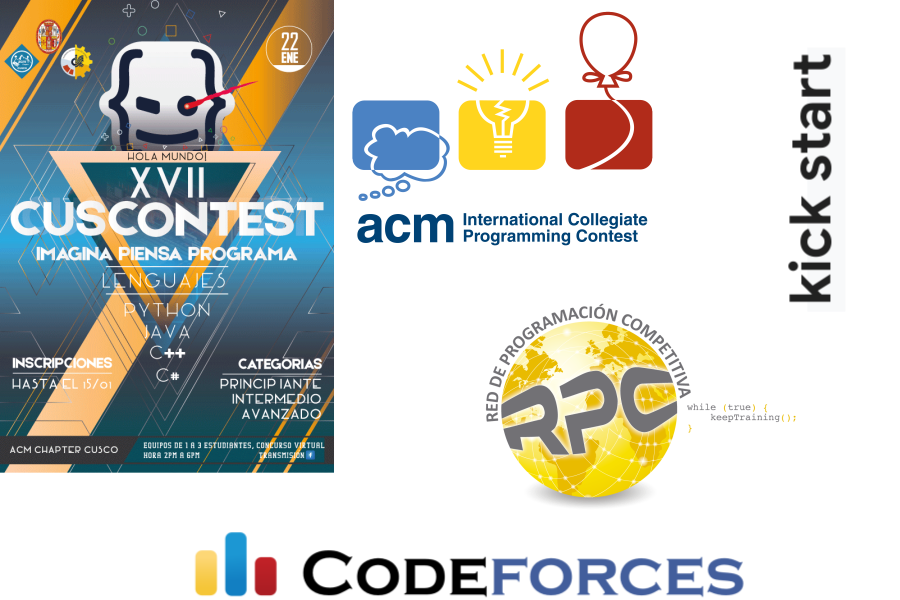 22
ENE
HOLA MUNDO|
XVII
CUSCONTEST
IMAGINA PIENSA PROGRAMA
LENGUAJES
PYTHON
JAVA
C++
C#
INSCRIPCIONES
HASTA EL 15/01
CATEGORIAS
PRINCIPIANTE
INTERMEDIO
AVANZADO
ACM CHAPTER CUSCO
EQUIPOS DE 1 A 3 ESTUDIANTES, CONCURSO VIRTUAL
HORA 2PM A 6PM
TRANSMISION f
acm International Collegiate
Programming Contest
kick start
RED DE PROGRAMACIÓN COMPETITIVA
RPC
while (true) {
keepTraining();
}
CODEFORCES